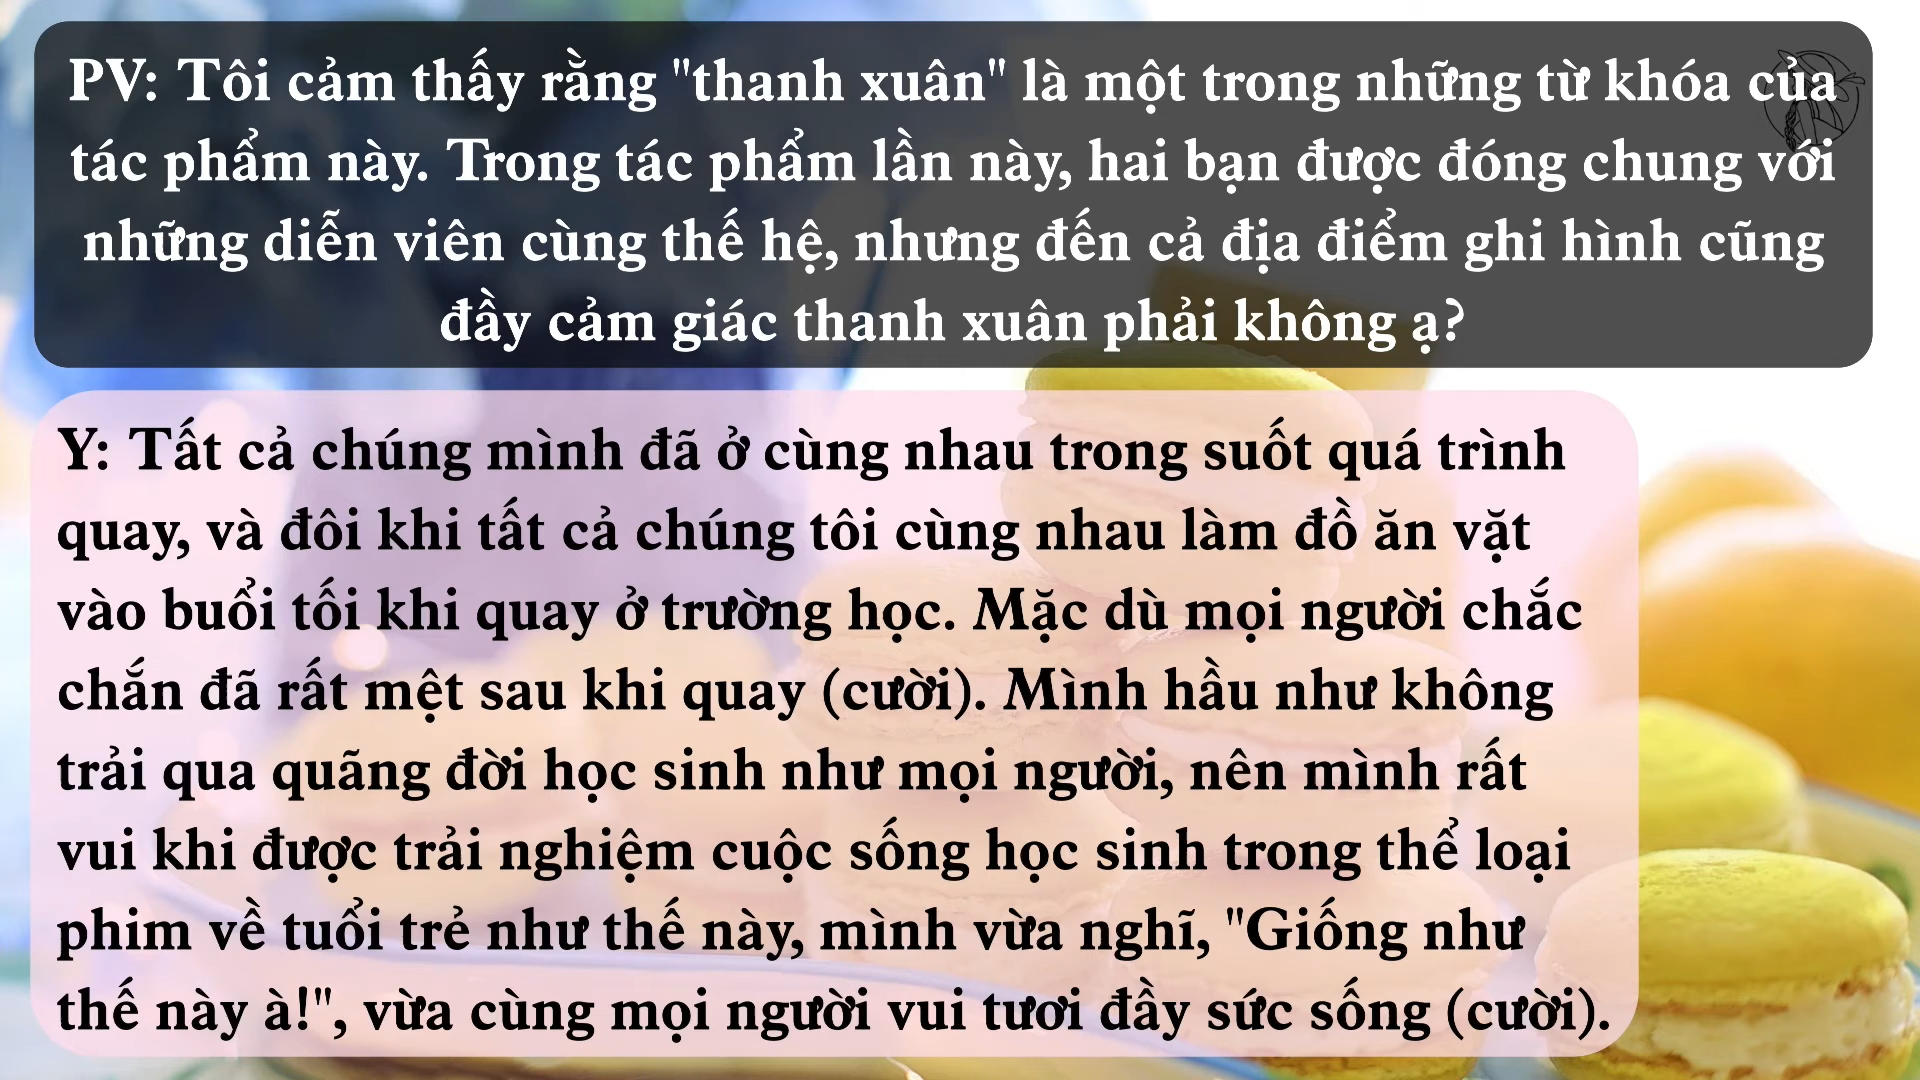 PV: Tôi cảm thấy rằng "thanh xuân" là một trong những từ khóa của
tác phẩm này. Trong tác phẩm lần này, hai bạn được đóng chung với
những diễn viên cùng thế hệ, nhưng đến cả địa điểm ghi hình cũng
đầy cảm giác thanh xuân phải không ạ?
Y: Tất cả chúng mình đã ở cùng nhau trong suốt quá trình
quay, và đôi khi tất cả chúng tôi cùng nhau làm đồ ăn vặt
vào buổi tối khi quay ở trường học. Mặc dù mọi người chắc
chắn đã rất mệt sau khi quay (cười). Mình hầu như không
trải qua quãng đời học sinh như mọi người, nên mình rất
vui khi được trải nghiệm cuộc sống học sinh trong thể loại
phim về tuổi trẻ như thế này, mình vừa nghĩ, "Giống như
thế này à!", vừa cùng mọi người vui tươi đầy sức sống (cười).